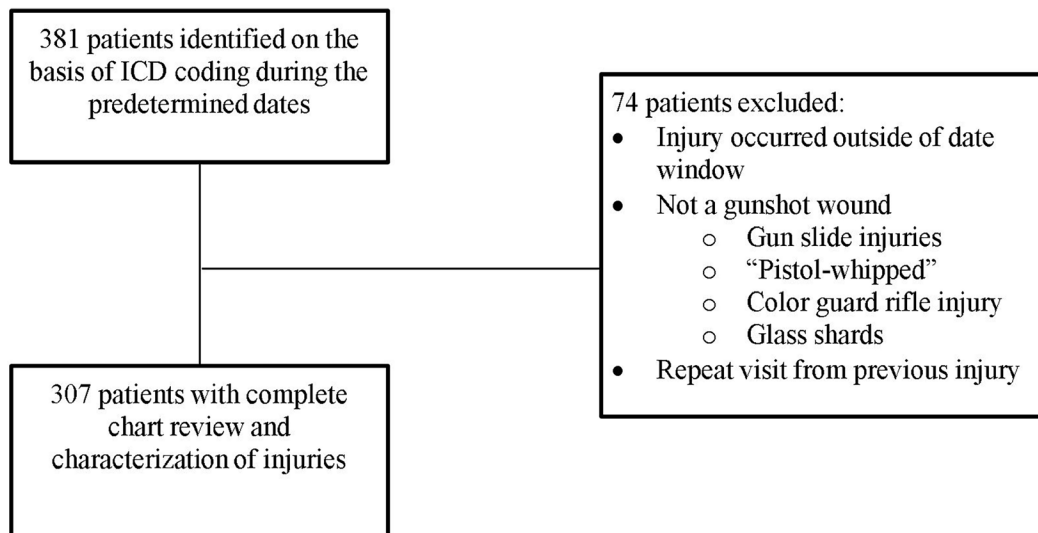 381 patients identified on the
basis of ICD coding during the
predetermined dates
74 patients excluded:
• Injury occurred outside of date
window
• Not a gunshot wound
o Gun slide injuries
o “Pistol-whipped”
o Color guard rifle injury
o Glass shards
• Repeat visit from previous injury
307 patients with complete
chart review and
characterization of injuries